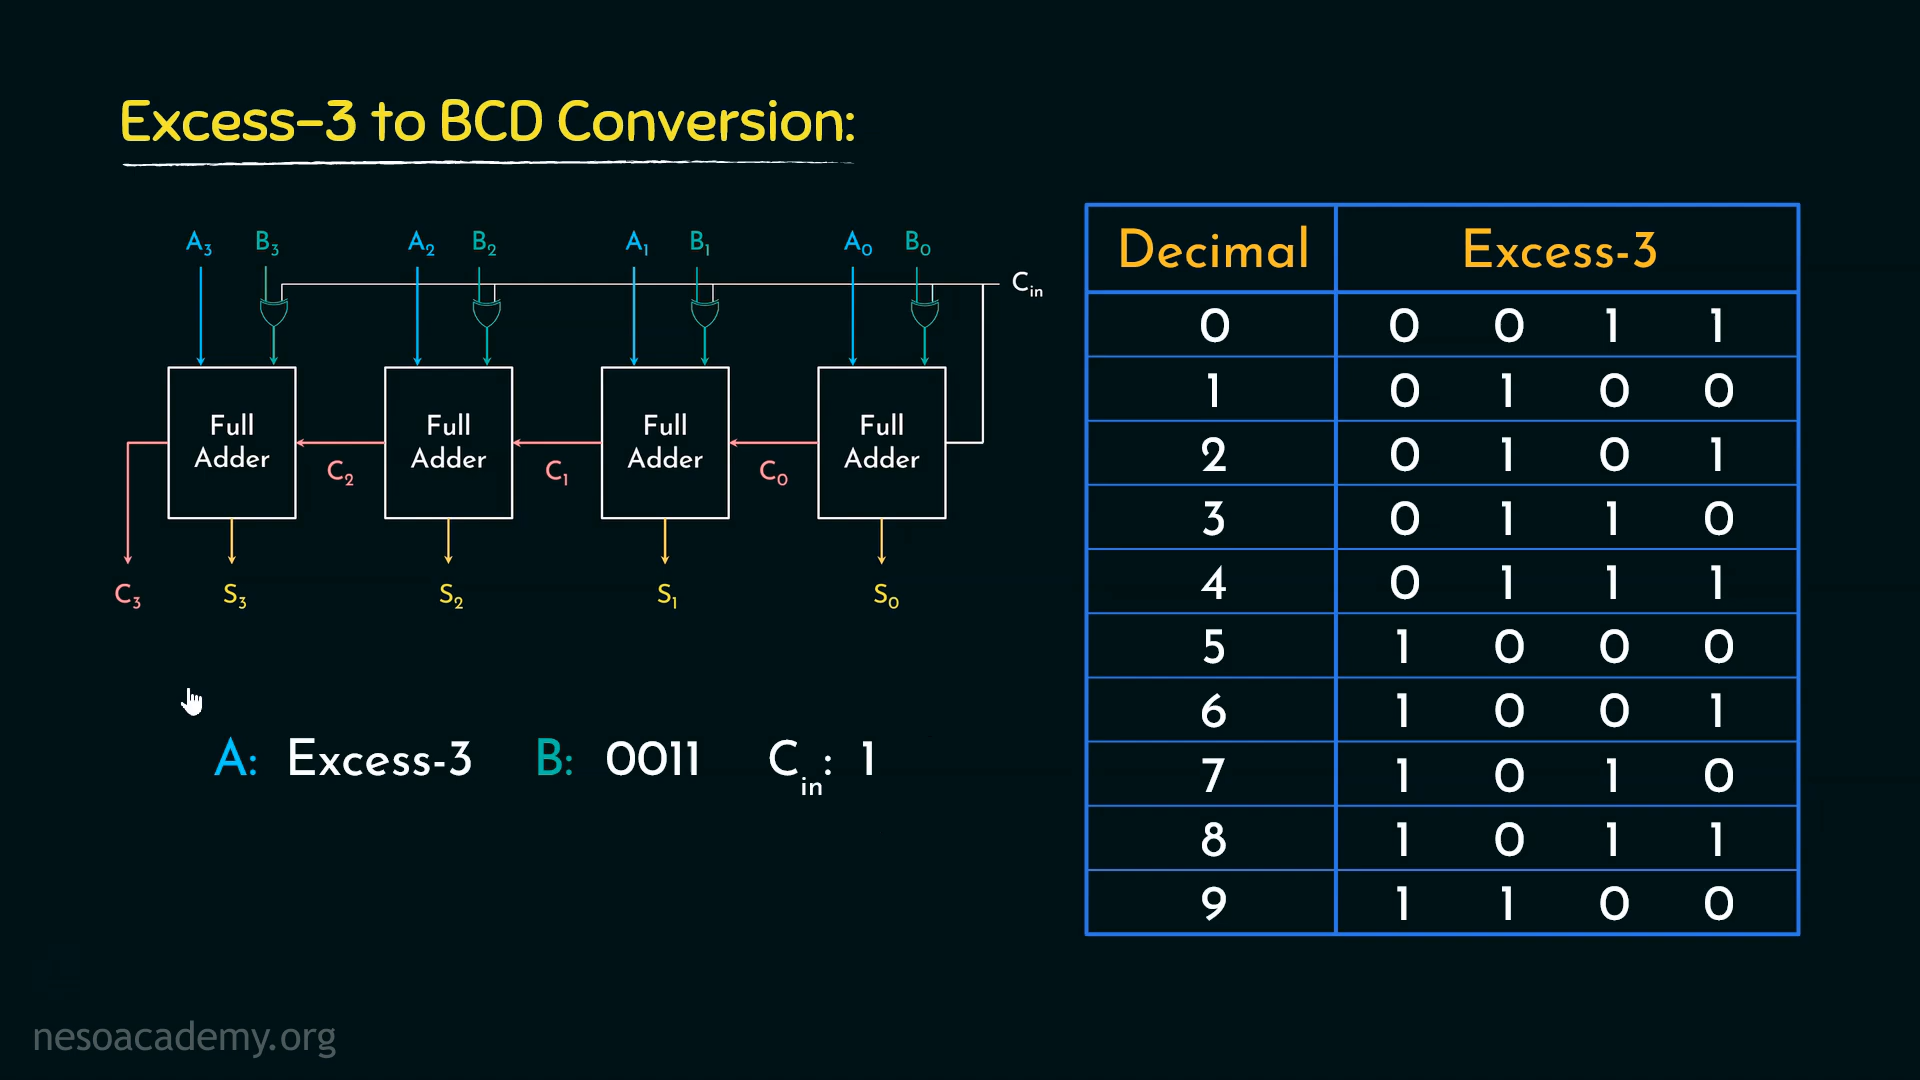 Excess-3 to BCD Conversion:
A3 B3 A2 B2 A1 B1 A0 B0
Cin
Full Adder Full Adder Full Adder Full Adder
C2 C1 C0
C3 S3 S2 S1 S0
A: Excess-3 B: 0011 Cin: 1
Decimal Excess-3
0 0 0 1 1
1 0 1 0 0
2 0 1 0 1
3 0 1 1 0
4 0 1 1 1
5 1 0 0 0
6 1 0 0 1
7 1 0 1 0
8 1 0 1 1
9 1 1 0 0
nesoacademy.org